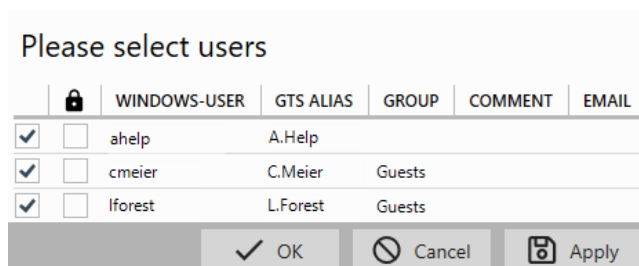 Please select users
WINDOWS-USER GTS ALIAS GROUP COMMENT EMAIL
ahelp A.Help
cmeier C.Meier Guests
lforest L.Forest Guests
OK Cancel Apply